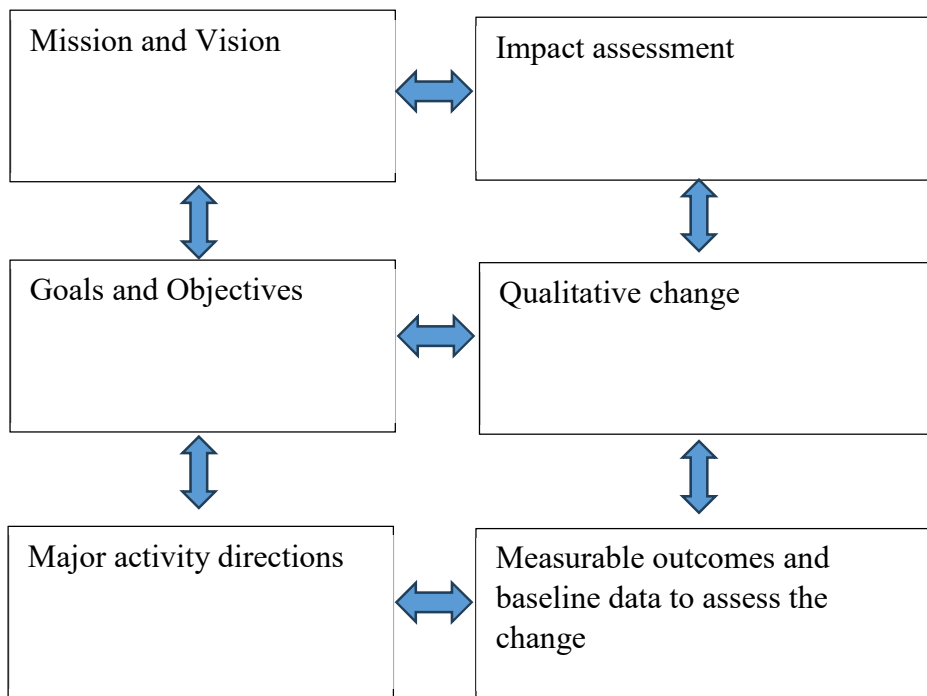 Mission and Vision
Impact assessment
Goals and Objectives
Qualitative change
Major activity directions
Measurable outcomes and
baseline data to assess the
change